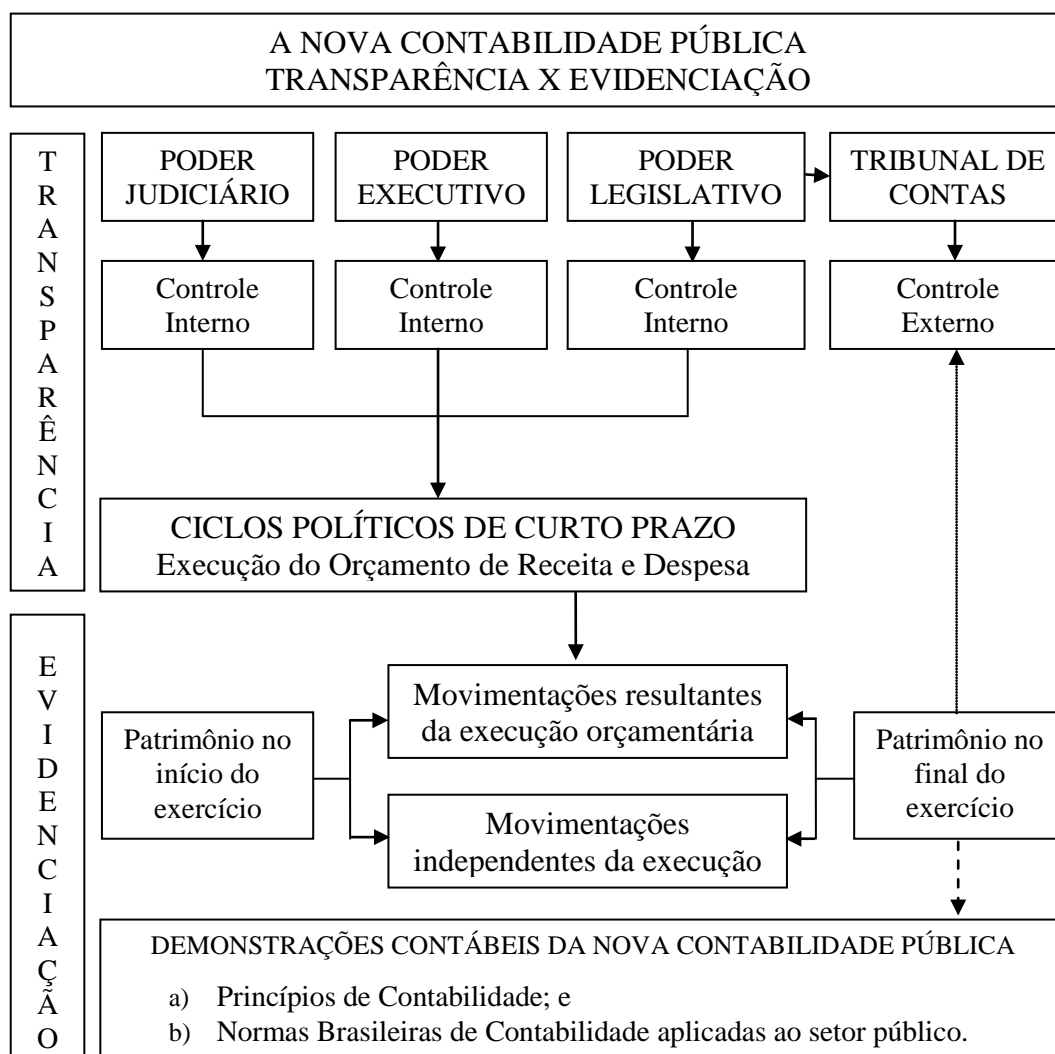 A NOVA CONTABILIDADE PÚBLICA
TRANSPARÊNCIA X EVIDENCIAÇÃO
T
R
A
N
S
P
A
R
Ê
N
C
I
A
PODER
JUDICIÁRIO
PODER
EXECUTIVO
PODER
LEGISLATIVO
TRIBUNAL DE
CONTAS
Controle
Interno
Controle
Interno
Controle
Interno
Controle
Externo
CICLOS POLÍTICOS DE CURTO PRAZO
Execução do Orçamento de Receita e Despesa
E
V
I
D
E
N
C
I
A
Ç
Ã
O
Patrimônio no
início do
exercício
Movimentações resultantes
da execução orçamentária
Movimentações
independentes da execução
Patrimônio no
final do
exercício
DEMONSTRAÇÕES CONTÁBEIS DA NOVA CONTABILIDADE PÚBLICA
a) Princípios de Contabilidade; e
b) Normas Brasileiras de Contabilidade aplicadas ao setor público.